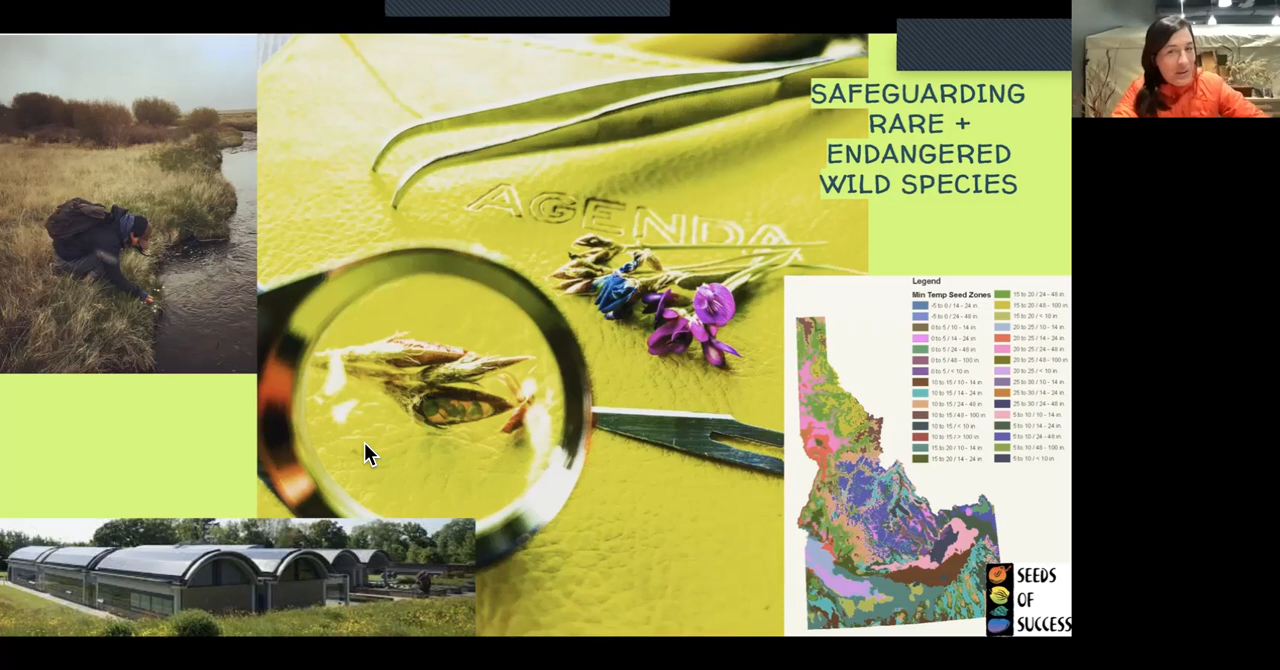 SAFEGUARDING
RARE +
ENDANGERED
WILD SPECIES
AGENDA
Legend
Min Temp Seed Zones
-5 to 0 / 14 - 24 in
-5 to 0 / 24 - 48 in
0 to 5 / 10 - 14 in
0 to 5 / 14 - 24 in
0 to 5 / 24 - 48 in
0 to 5 / 48 - 100 in
0 to 5 / < 10 in
10 to 15 / 10 - 14 in
10 to 15 / 14 - 24 in
10 to 15 / 24 - 48 in
10 to 15 / 48 - 100 in
10 to 15 / < 10 in
10 to 15 / > 100 in
15 to 20 / 10 - 14 in
15 to 20 / 14 - 24 in
15 to 20 / 24 - 48 in
15 to 20 / 48 - 100 in
15 to 20 / < 10 in
20 to 25 / 10 - 14 in
20 to 25 / 14 - 24 in
20 to 25 / 24 - 48 in
20 to 25 / 48 - 100 in
20 to 25 / < 10 in
25 to 30 / 10 - 14 in
25 to 30 / 14 - 24 in
25 to 30 / 24 - 48 in
5 to 10 / 10 - 14 in
5 to 10 / 14 - 24 in
5 to 10 / 24 - 48 in
5 to 10 / 48 - 100 in
5 to 10 / < 10 in
SEEDS
OF
SUCCESS